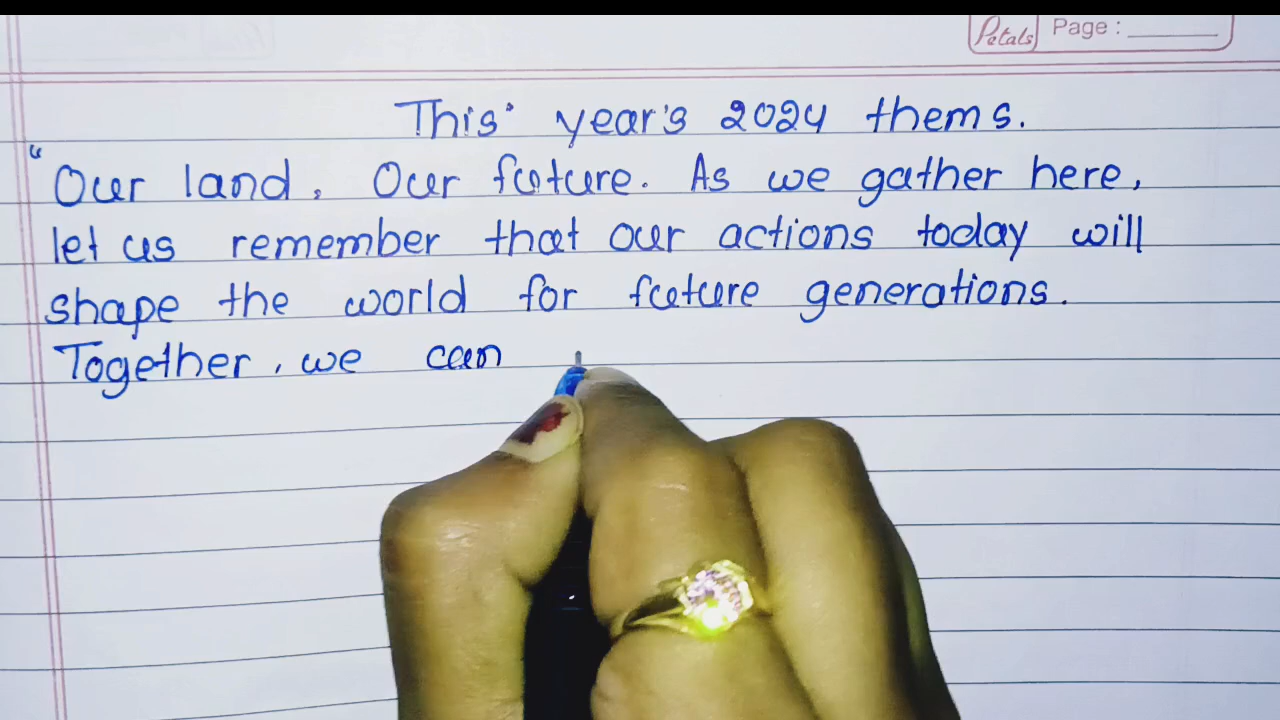 Petals Page :
This year's 2024 thems.
"Our land, Our future. As we gather here,
let us remember that our actions today will
shape the world for future generations.
Together, we can